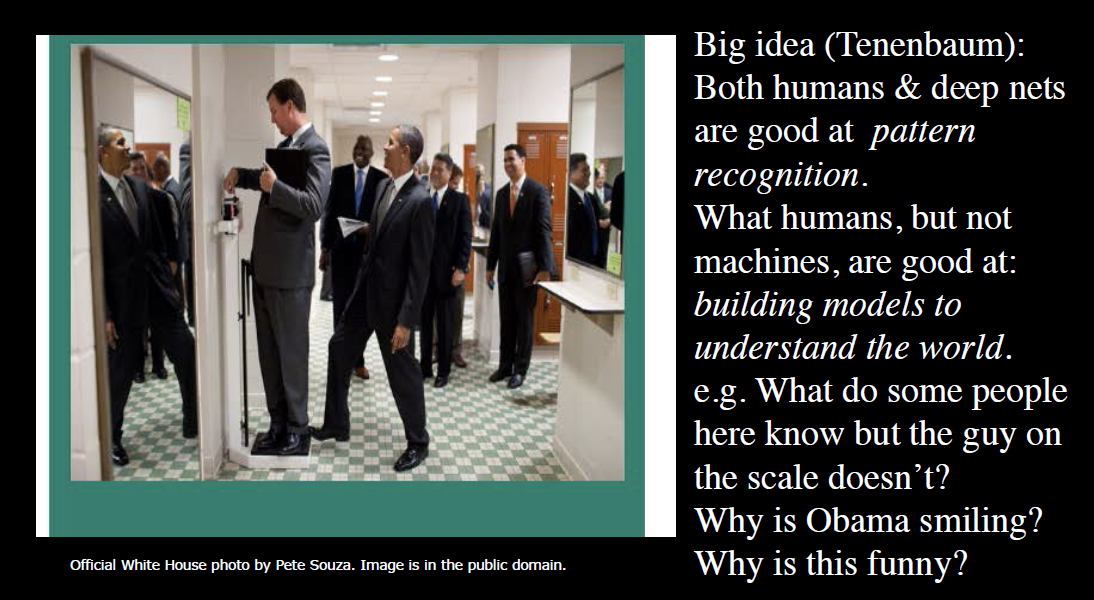 Big idea (Tenenbaum):
Both humans & deep nets
are good at pattern
recognition.
What humans, but not
machines, are good at:
building models to
understand the world.
e.g. What do some people
here know but the guy on
the scale doesn’t?
Why is Obama smiling?
Why is this funny?
Official White House photo by Pete Souza. Image is in the public domain.